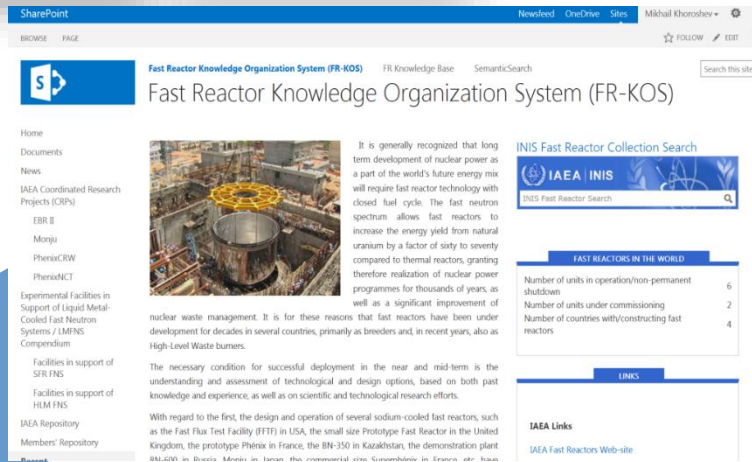 SharePoint
Newsfeed OneDrive Sites Mikhail Khoroshev
BROWSE PAGE
FOLLOW EDIT
Fast Reactor Knowledge Organization System (FR-KOS) FR Knowledge Base SemanticSearch
Search this site
Fast Reactor Knowledge Organization System (FR-KOS)
Home
Documents
News
IAEA Coordinated Research
Projects (CRPs)
EBR II
Monju
PhenixCRW
PhenixNCT
Experimental Facilities in
Support of Liquid Metal-
Cooled Fast Neutron
Systems / LMFNS
Compendium
Facilities in support of
SFR FNS
Facilities in support of
HLM FNS
IAEA Repository
Members' Repository
Recent
It is generally recognized that long
term development of nuclear power as
a part of the world's future energy mix
will require fast reactor technology with
closed fuel cycle. The fast neutron
spectrum allows fast reactors to
increase the energy yield from natural
uranium by a factor of sixty to seventy
compared to thermal reactors, granting
therefore realization of nuclear power
programmes for thousands of years, as
well as a significant improvement of
nuclear waste management. It is for these reasons that fast reactors have been under
development for decades in several countries, primarily as breeders and, in recent years, also as
High-Level Waste burners.
The necessary condition for successful deployment in the near and mid-term is the
understanding and assessment of technological and design options, based on both past
knowledge and experience, as well as on scientific and technological research efforts.
With regard to the first, the design and operation of several sodium-cooled fast reactors, such
as the Fast Flux Test Facility (FFTF) in USA, the small size Prototype Fast Reactor in the United
Kingdom, the prototype Phénix in France, the BN-350 in Kazakhstan, the demonstration plant
BN-600 in Russia, Monju in Japan, the commercial size Superphénix in France, etc. have
INIS Fast Reactor Collection Search
IAEA INIS
INIS Fast Reactor Search
FAST REACTORS IN THE WORLD
Number of units in operation/non-permanent
shutdown 6
Number of units under commissioning 2
Number of countries with/constructing fast
reactors 4
LINKS
IAEA Links
IAEA Fast Reactors Web-site